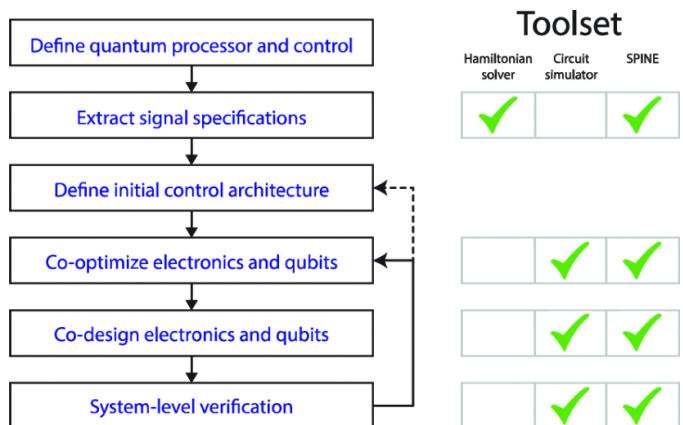 Toolset
Define quantum processor and control
Hamiltonian solver
Circuit simulator
SPINE
Extract signal specifications
Define initial control architecture
Co-optimize electronics and qubits
Co-design electronics and qubits
System-level verification